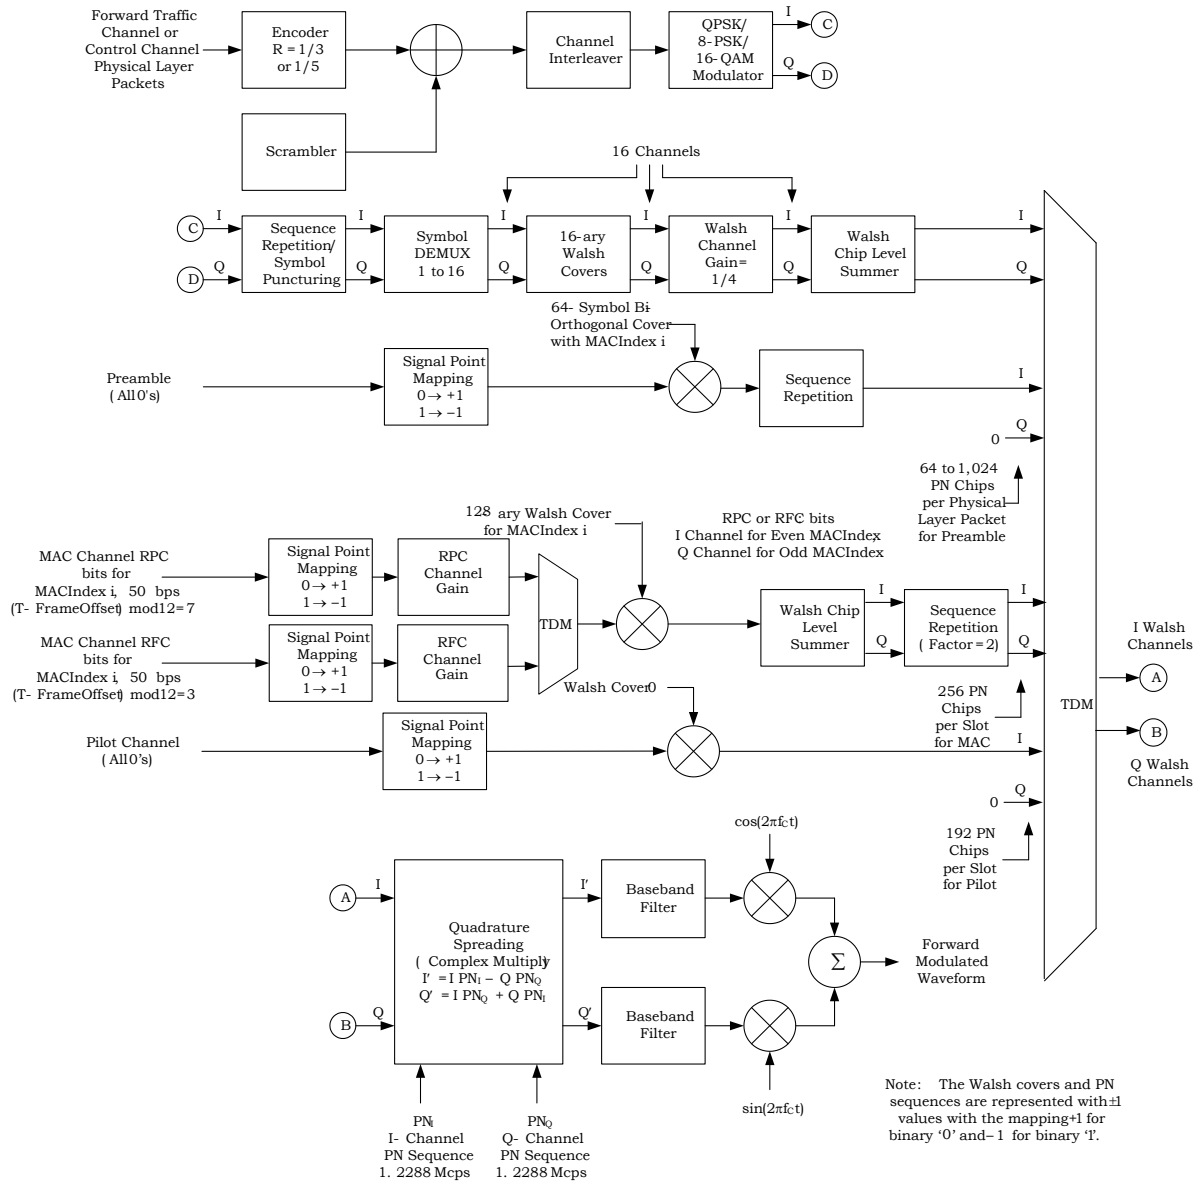 Forward Traffic
Channel or
Control Channel
Physical Layer
Packets
Encoder
R = 1/3
or 1/5
Channel
Interleaver
QPSK/
8-PSK/
16-QAM
Modulator
I
C
Q
D
Scrambler
16 Channels
C
I
D
Q
Sequence
Repetition/
Symbol
Puncturing
I
Q
Symbol
DEMUX
1 to 16
I
Q
16-ary
Walsh
Covers
I
Q
Walsh
Channel
Gain=
1/4
I
Q
Walsh
Chip Level
Summer
I
Q
64- Symbol Bi-
Orthogonal Cover
with MACIndex i
Preamble
( All 0's)
Signal Point
Mapping
0 → +1
1 → –1
Sequence
Repetition
I
0
Q
64 to 1,024
PN Chips
per Physical
Layer Packet
for Preamble
128 ary Walsh Cover
for MACIndex i
RPC or RFC bits
I Channel for Even MACIndex
Q Channel for Odd MACIndex
MAC Channel RPC
bits for
MACIndex i, 50 bps
(T- FrameOffset) mod12=7
Signal Point
Mapping
0 → +1
1 → –1
RPC
Channel
Gain
TDM
MAC Channel RFC
bits for
MACIndex i, 50 bps
(T- FrameOffset) mod12=3
Signal Point
Mapping
0 → +1
1 → –1
RFC
Channel
Gain
Walsh Chip
Level
Summer
I
Q
Sequence
Repetition
( Factor = 2)
I
Q
256 PN
Chips
per Slot
for MAC
Walsh Cover 0
Pilot Channel
( All 0's)
Signal Point
Mapping
0 → +1
1 → –1
I
0
Q
192 PN
Chips
per Slot
for Pilot
TDM
I Walsh
Channels
A
B
Q Walsh
Channels
A
I
B
Q
Quadrature
Spreading
( Complex Multiply)
I′ = I PNI – Q PNQ
Q′ = I PNQ + Q PNI
I′
Q′
Baseband
Filter
Baseband
Filter
cos(2πfCt)
sin(2πfCt)
Σ
Forward
Modulated
Waveform
PNI
I- Channel
PN Sequence
1. 2288 Mcps
PNQ
Q- Channel
PN Sequence
1. 2288 Mcps
Note: The Walsh covers and PN
sequences are represented with ±1
values with the mapping +1 for
binary ‘0’ and – 1 for binary ‘1’.